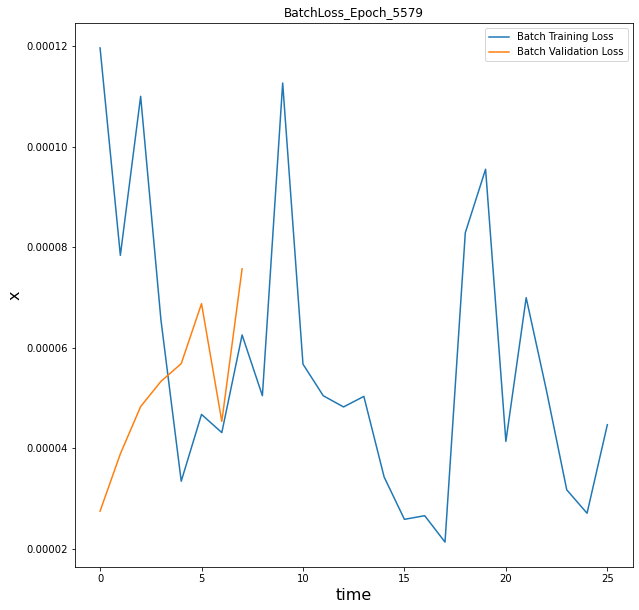 BatchLoss_Epoch_5579
Batch Training Loss
Batch Validation Loss
0.00012
0.00010
0.00008
0.00006
0.00004
0.00002
x
0 5 10 15 20 25
time